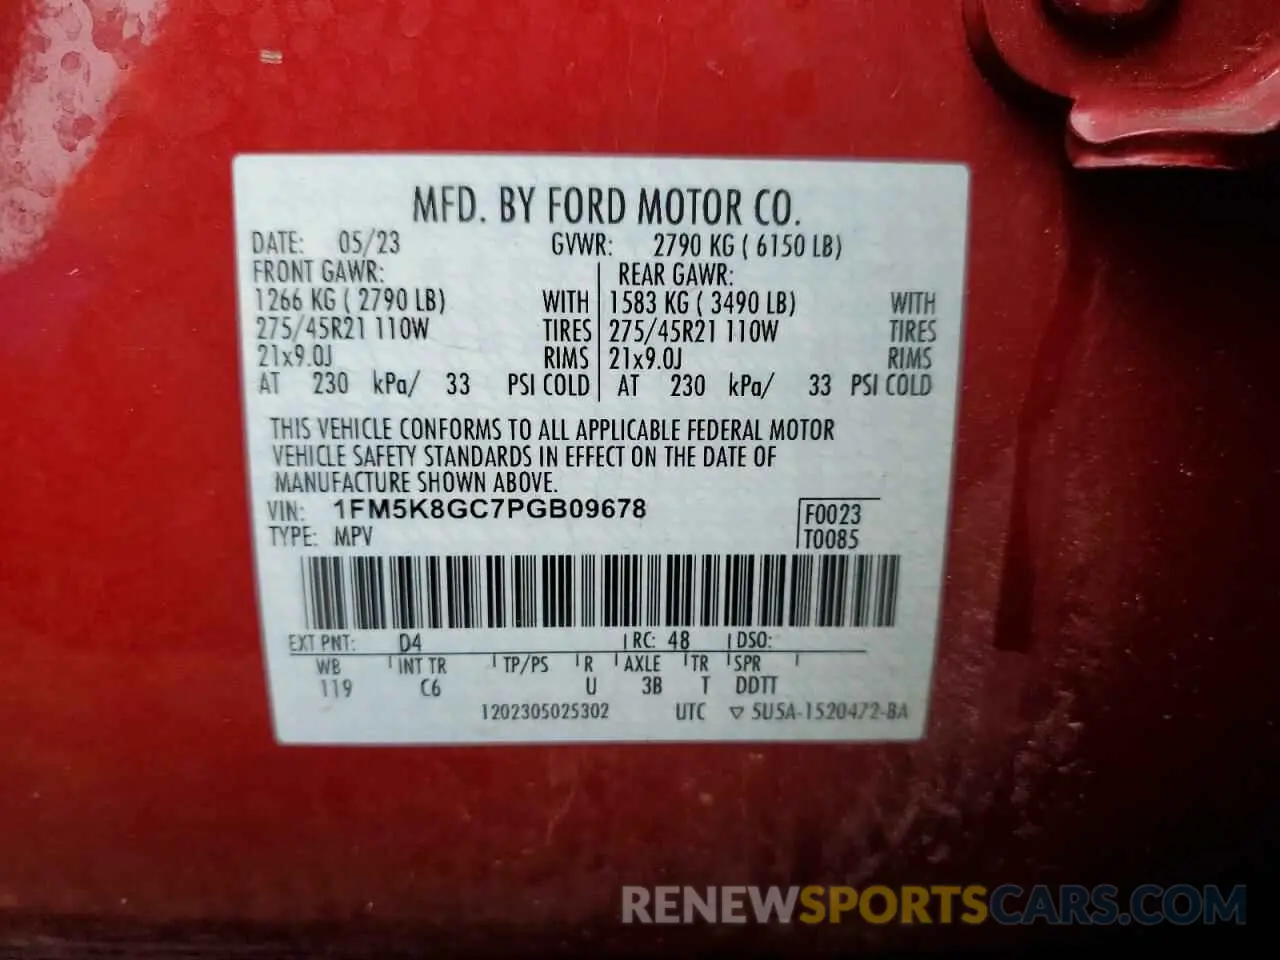 MFD. BY FORD MOTOR CO.
DATE: 05/23 GVWR: 2790 KG ( 6150 LB)
FRONT GAWR: REAR GAWR:
1266 KG ( 2790 LB) WITH 1583 KG ( 3490 LB) WITH
275/45R21 110W TIRES 275/45R21 110W TIRES
21x9.0J RIMS 21x9.0J RIMS
AT 230 kPa/ 33 PSI COLD AT 230 kPa/ 33 PSI COLD
THIS VEHICLE CONFORMS TO ALL APPLICABLE FEDERAL MOTOR
VEHICLE SAFETY STANDARDS IN EFFECT ON THE DATE OF
MANUFACTURE SHOWN ABOVE.
VIN: 1FM5K8GC7PGB09678 F0023
TYPE: MPV T0085
EXT PNT: D4 RC: 48 DSO:
WB INT TR TP/PS R AXLE TR SPR
119 C6 U 3B T DDTT
1202305025302 UTC ▽ 5U5A-1520472-BA
RENEWSPORTSCARS.COM